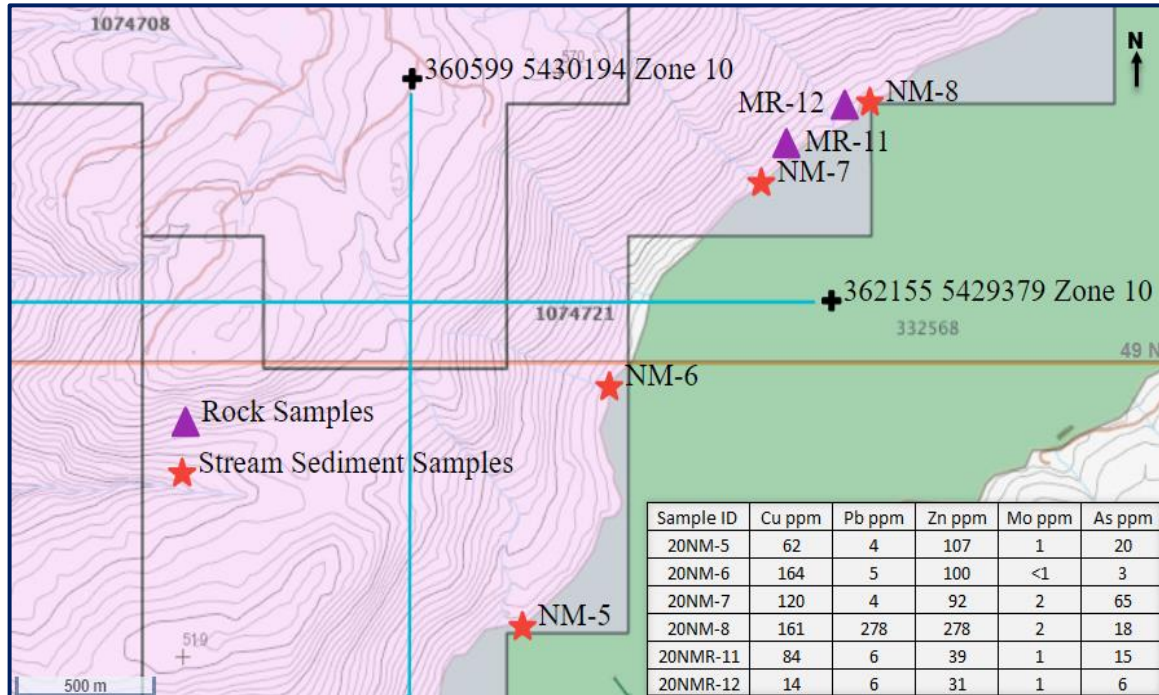 1074708
360599 5430194 Zone 10
570
N
MR-12
NM-8
MR-11
NM-7
362155 5429379 Zone 10
1074721
332568
49 N
NM-6
Rock Samples
Stream Sediment Samples
NM-5
519
500 m
Sample ID Cu ppm Pb ppm Zn ppm Mo ppm As ppm
20NM-5 62 4 107 1 20
20NM-6 164 5 100 <1 3
20NM-7 120 4 92 2 65
20NM-8 161 278 278 2 18
20NMR-11 84 6 39 1 15
20NMR-12 14 6 31 1 6